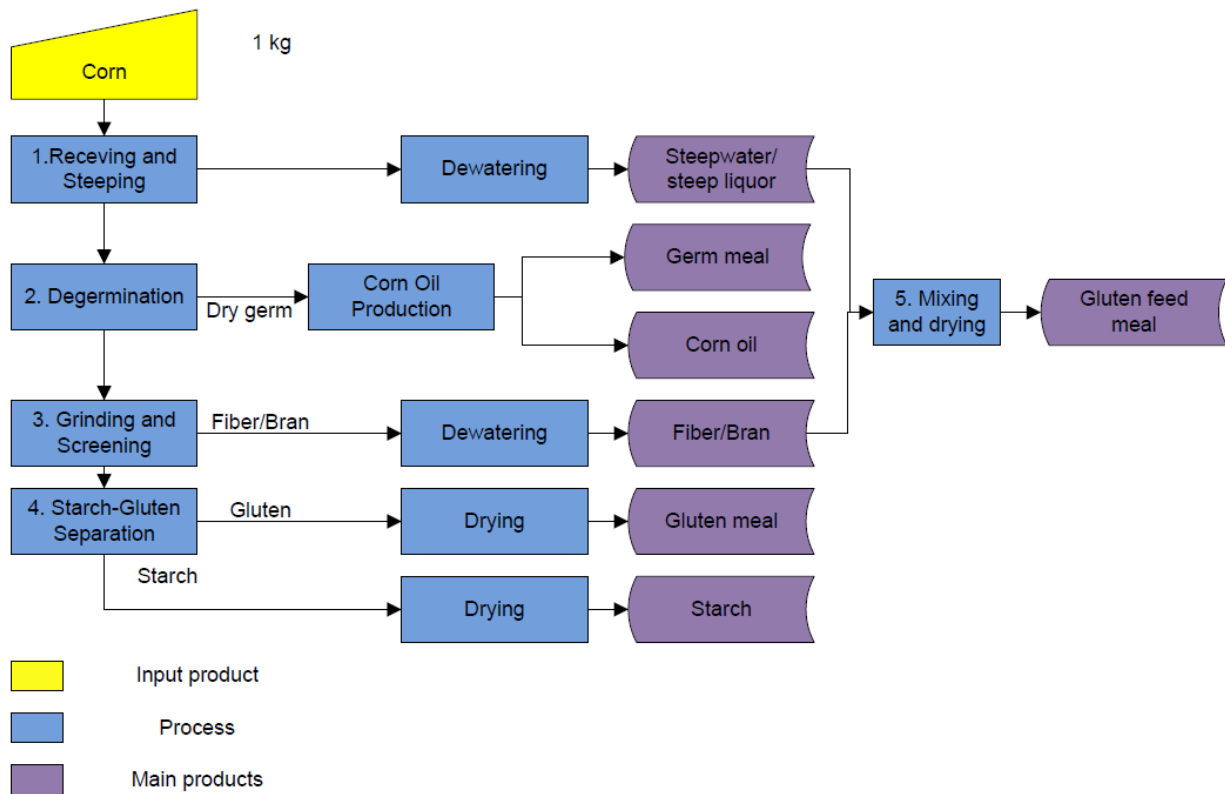 1 kg
Corn
1.Receving and
Steeping
Dewatering
Steepwater/
steep liquor
Germ meal
2. Degermination
Dry germ
Corn Oil
Production
5. Mixing
and drying
Gluten feed
meal
Corn oil
3. Grinding and
Screening
Fiber/Bran
Dewatering
Fiber/Bran
4. Starch-Gluten
Separation
Gluten
Drying
Gluten meal
Starch
Drying
Starch
Input product
Process
Main products